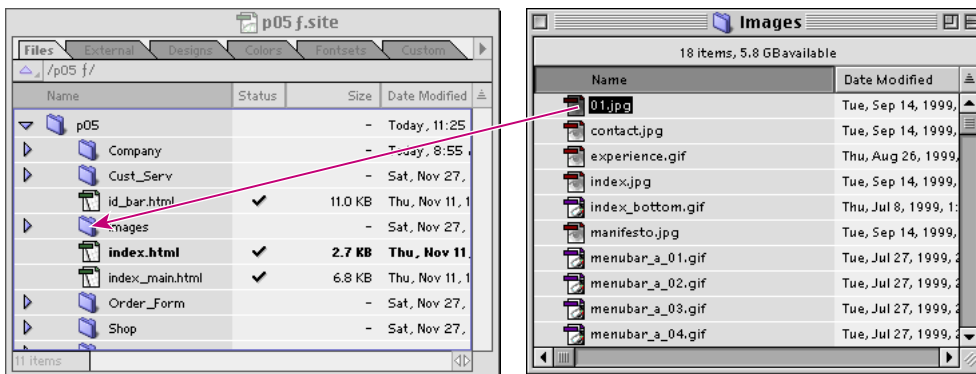 p05 ƒ.site
Files External Designs Colors Fontsets Custom
/p05 ƒ/
Name Status Size Date Modified
p05 - Today, 11:25
Company - Today, 8:55
Cust_Serv - Sat, Nov 27,
id_bar.html 11.0 KB Thu, Nov 11, 1
Images - Sat, Nov 27,
index.html 2.7 KB Thu, Nov 11,
index_main.html 6.8 KB Thu, Nov 11, 1
Order_Form - Sat, Nov 27,
Shop - Sat, Nov 27,
11 items
Images
18 items, 5.8 GB available
Name Date Modified
01.jpg Tue, Sep 14, 1999,
contact.jpg Tue, Sep 14, 1999,
experience.gif Thu, Aug 26, 1999,
index.jpg Tue, Sep 14, 1999,
index_bottom.gif Thu, Jul 8, 1999, 1:
manifesto.jpg Tue, Sep 14, 1999,
menubar_a_01.gif Tue, Jul 27, 1999, 2
menubar_a_02.gif Tue, Jul 27, 1999, 2
menubar_a_03.gif Tue, Jul 27, 1999, 2
menubar_a_04.gif Tue, Jul 27, 1999, 2